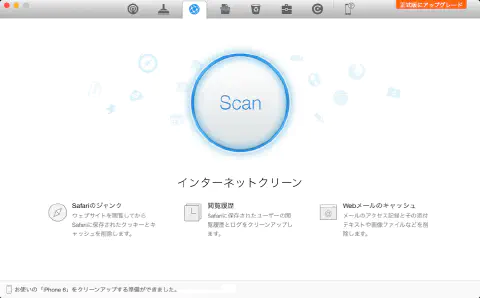 正式版にアップグレード
Scan
インターネットクリーン
Safariのジャンク
ウェブサイトを閲覧してから
Safariに保存されたクッキーとキ
ャッシュを削除します。
閲覧履歴
Safariに保存されたユーザーの閲
覧履歴とログをクリーンアップし
ます。
Webメールのキャッシュ
メールのアクセス記録とその添付
テキストや画像ファイルなどを削
除します。
お使いの「iPhone 6」をクリーンアップする準備ができました。